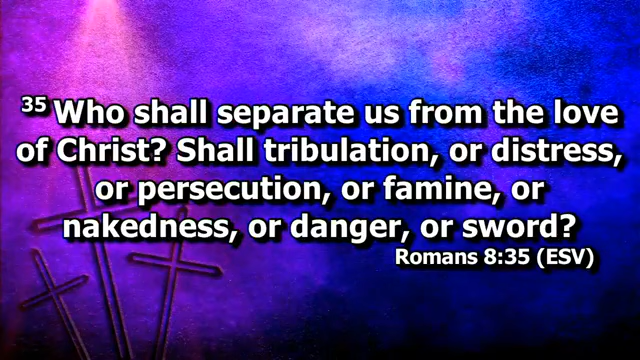 35 Who shall separate us from the love
of Christ? Shall tribulation, or distress,
or persecution, or famine, or
nakedness, or danger, or sword?
Romans 8:35 (ESV)